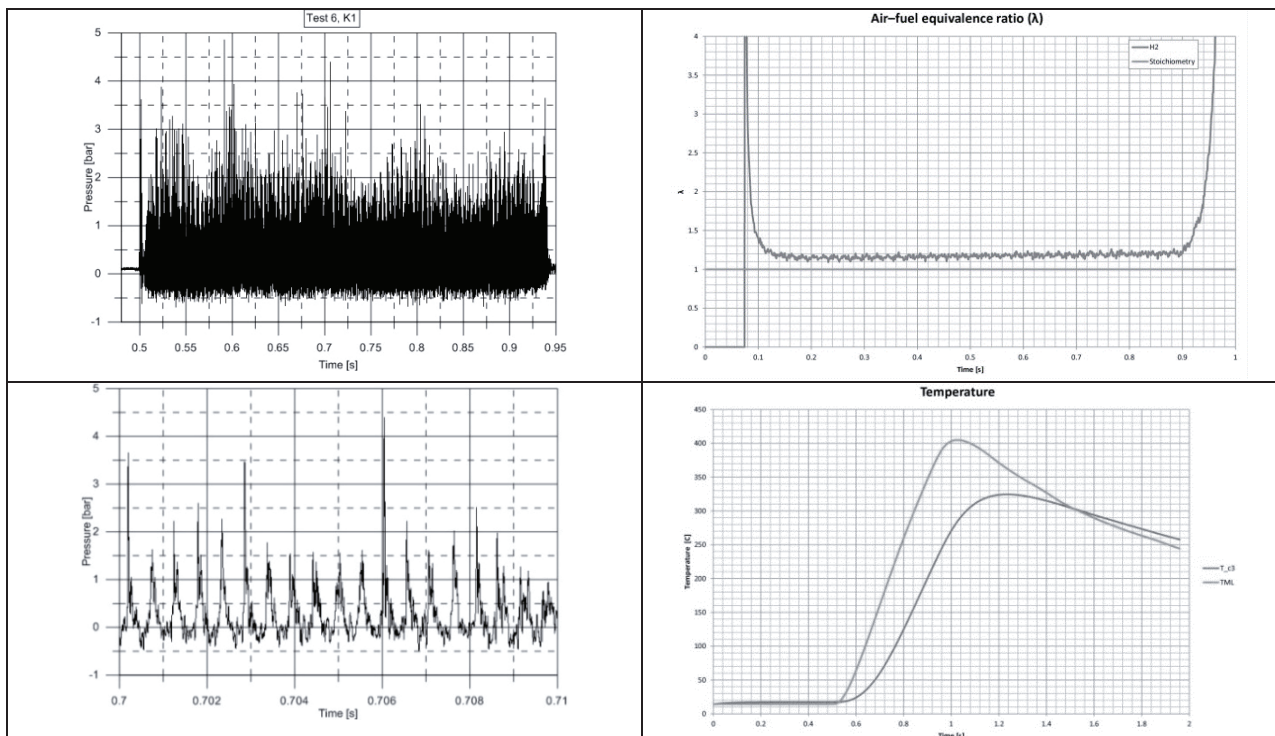 Test 6, K1
5
4
3
2
1
0
-1
Pressure [bar]
0.5 0.55 0.6 0.65 0.7 0.75 0.8 0.85 0.9 0.95
Time [s]
Air–fuel equivalence ratio (λ)
4
3.5
3
2.5
2
1.5
1
0.5
0
λ
H2
Stoichiometry
0 0.1 0.2 0.3 0.4 0.5 0.6 0.7 0.8 0.9 1
Time [s]
5
4
3
2
1
0
-1
Pressure [bar]
0.7 0.702 0.704 0.706 0.708 0.71
Time [s]
Temperature
450
400
350
300
250
200
150
100
50
0
Temperature [C]
T_c3
TML
0 0.2 0.4 0.6 0.8 1 1.2 1.4 1.6 1.8 2
Time [s]